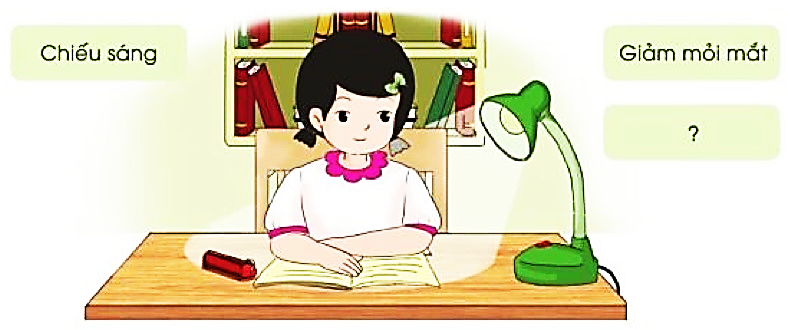 Chiếu sáng
Giảm mỏi mắt
?